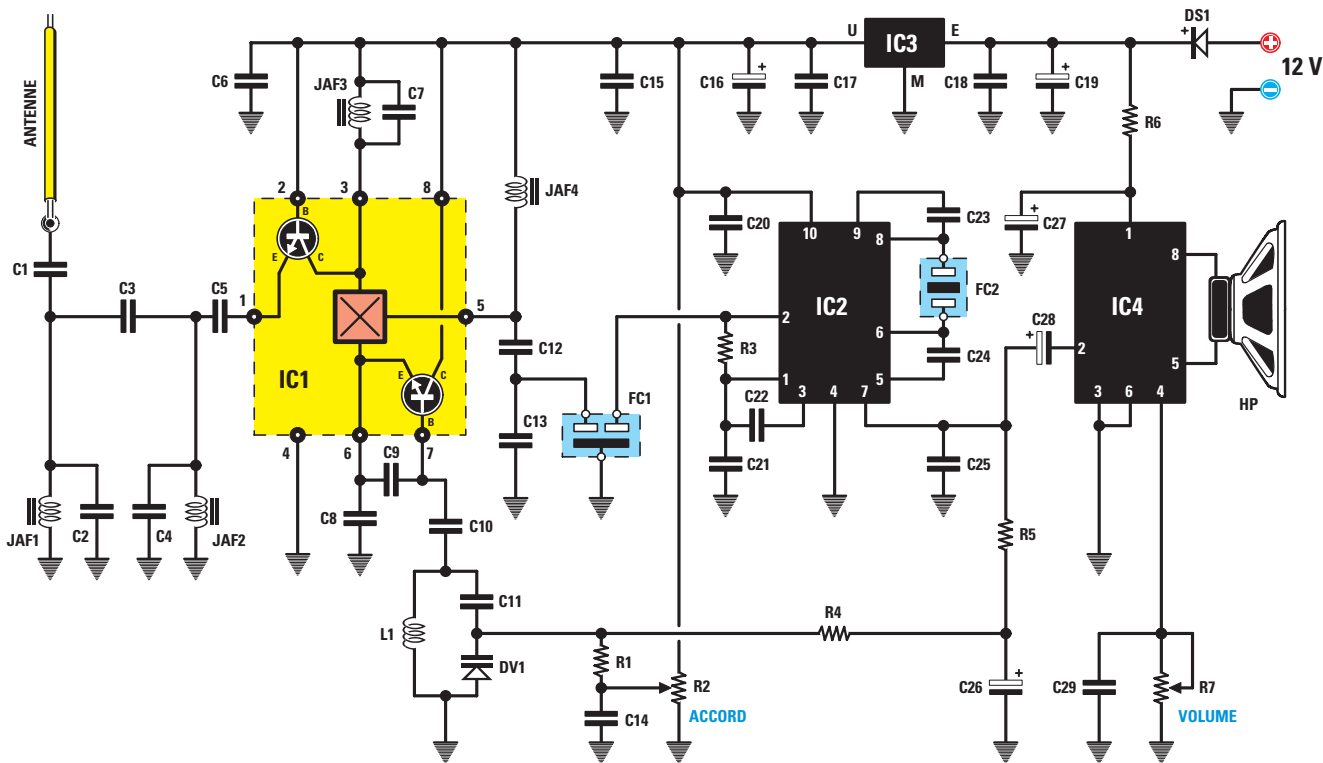 ANTENNE
C1
C3
C5
1
C6
JAF3
C7
2
3
8
B
E
C
IC1
E
C
B
5
4
6
7
JAF4
C12
C13
FC1
C9
C8
C10
C11
L1
DV1
JAF1
C2
C4
JAF2
C15
C16
+
C17
U
IC3
E
M
C18
C19
+
DS1
+
12 V
R6
C20
C27
+
10
9
8
C23
FC2
IC2
2
6
C24
5
R3
1
C22
3
4
7
C21
C25
C28
+
2
1
IC4
8
5
3
6
4
HP
R5
R4
R1
R2
ACCORD
C14
C26
+
C29
R7
VOLUME